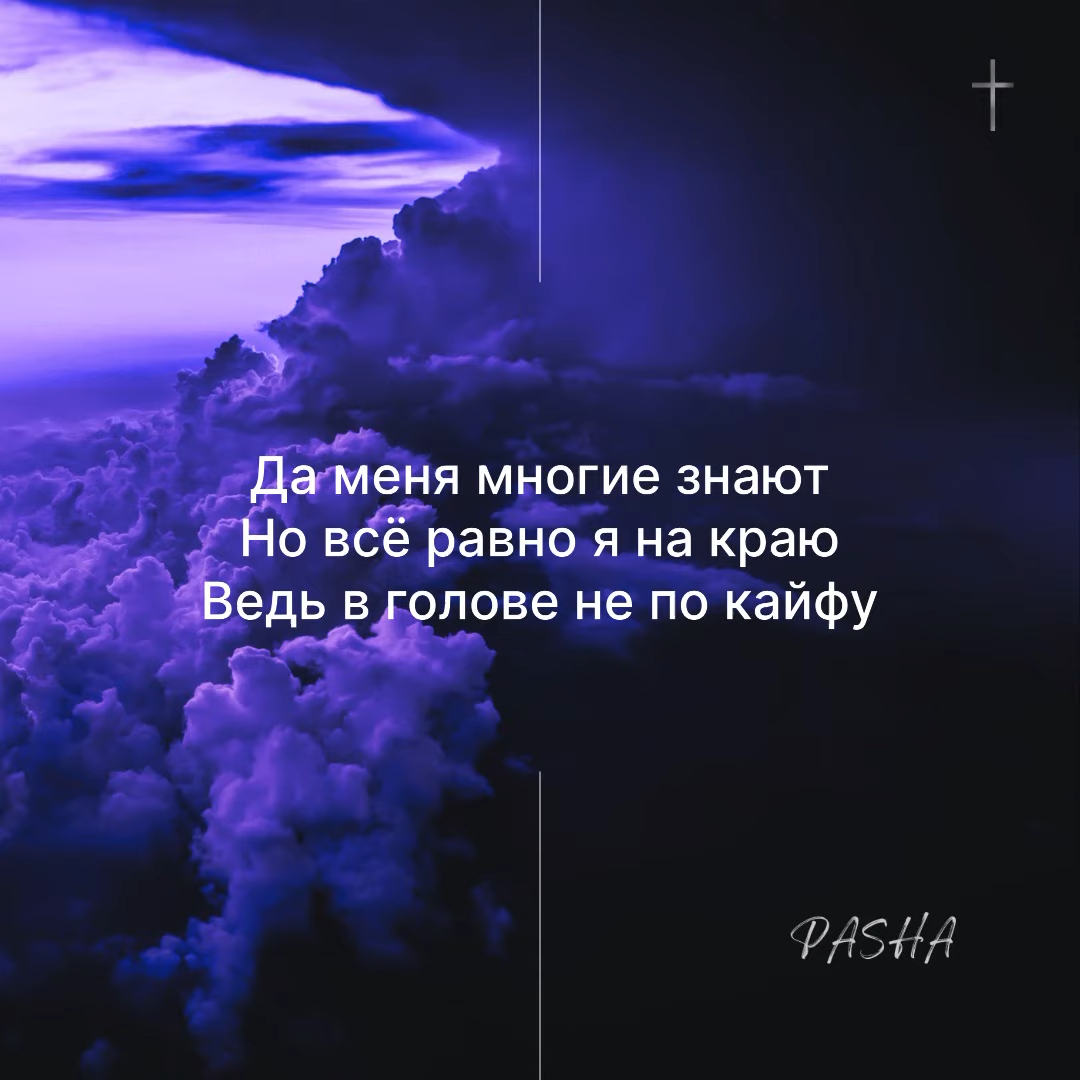 Да меня многие знают
Но всё равно я на краю
Ведь в голове не по кайфу
PASHA